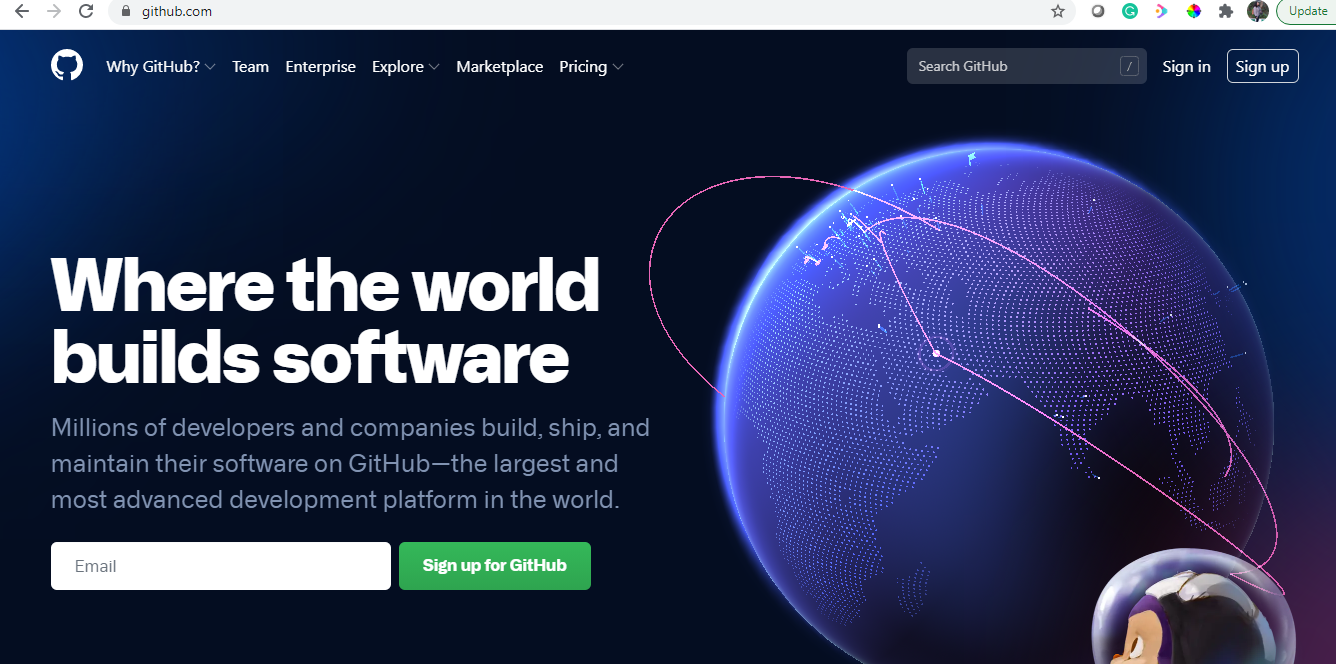 github.com
Update
Why GitHub? Team Enterprise Explore Marketplace Pricing
Search GitHub /
Sign in
Sign up
Where the world
builds software
Millions of developers and companies build, ship, and
maintain their software on GitHub—the largest and
most advanced development platform in the world.
Email
Sign up for GitHub